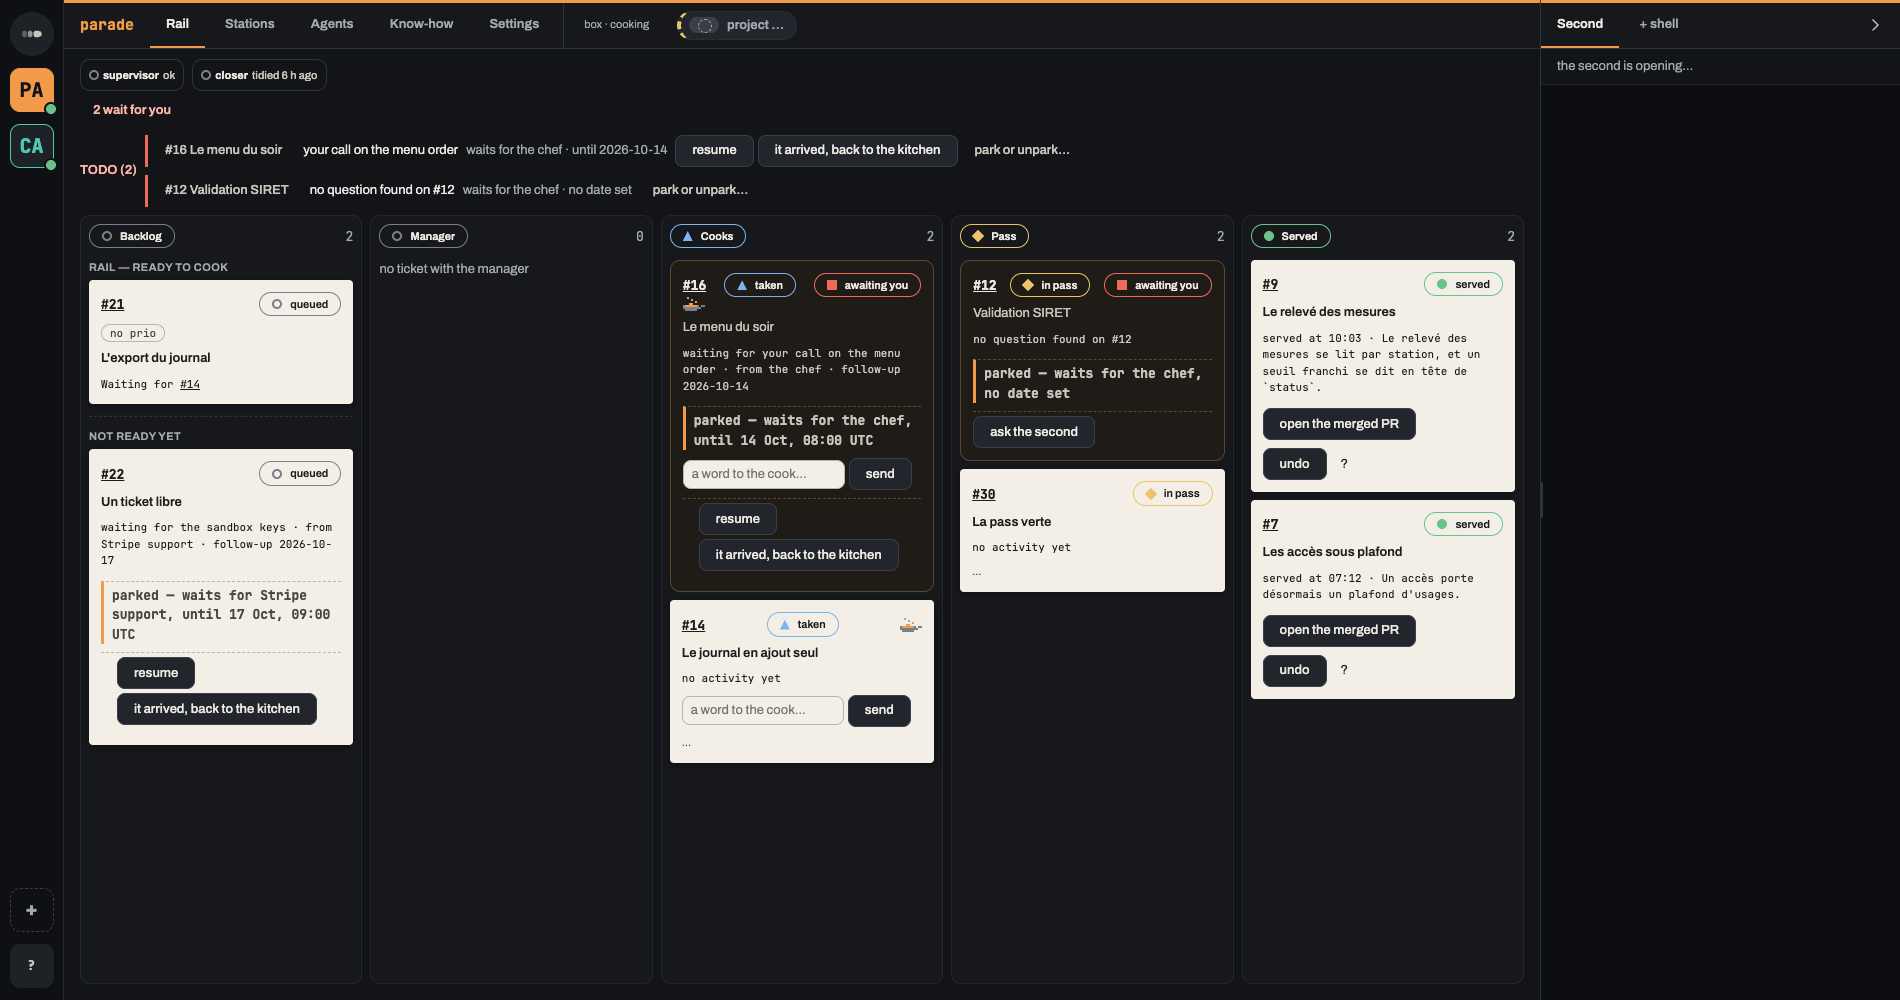 parade
Rail
Stations
Agents
Know-how
Settings
box · cooking
project ...
Second
+ shell
PA
CA
+
?
the second is opening...
supervisor ok
closer tidied 6 h ago
2 wait for you
TODO (2)
#16 Le menu du soir your call on the menu order waits for the chef · until 2026-10-14 resume it arrived, back to the kitchen park or unpark...
#12 Validation SIRET no question found on #12 waits for the chef · no date set park or unpark...
Backlog 2
RAIL — READY TO COOK
#21 queued
no prio
L'export du journal
Waiting for #14
NOT READY YET
#22 queued
Un ticket libre
waiting for the sandbox keys · from
Stripe support · follow-up 2026-10-
17
parked — waits for Stripe
support, until 17 Oct, 09:00
UTC
resume
it arrived, back to the kitchen
Manager 0
no ticket with the manager
Cooks 2
#16 taken awaiting you
Le menu du soir
waiting for your call on the menu
order · from the chef · follow-up
2026-10-14
parked — waits for the chef,
until 14 Oct, 08:00 UTC
a word to the cook... send
resume
it arrived, back to the kitchen
#14 taken
Le journal en ajout seul
no activity yet
a word to the cook... send
...
Pass 2
#12 in pass awaiting you
Validation SIRET
no question found on #12
parked — waits for the chef,
no date set
ask the second
#30 in pass
La pass verte
no activity yet
...
Served 2
#9 served
Le relevé des mesures
served at 10:03 · Le relevé des
mesures se lit par station, et un
seuil franchi se dit en tête de
`status`.
open the merged PR
undo ?
#7 served
Les accès sous plafond
served at 07:12 · Un accès porte
désormais un plafond d'usages.
open the merged PR
undo ?